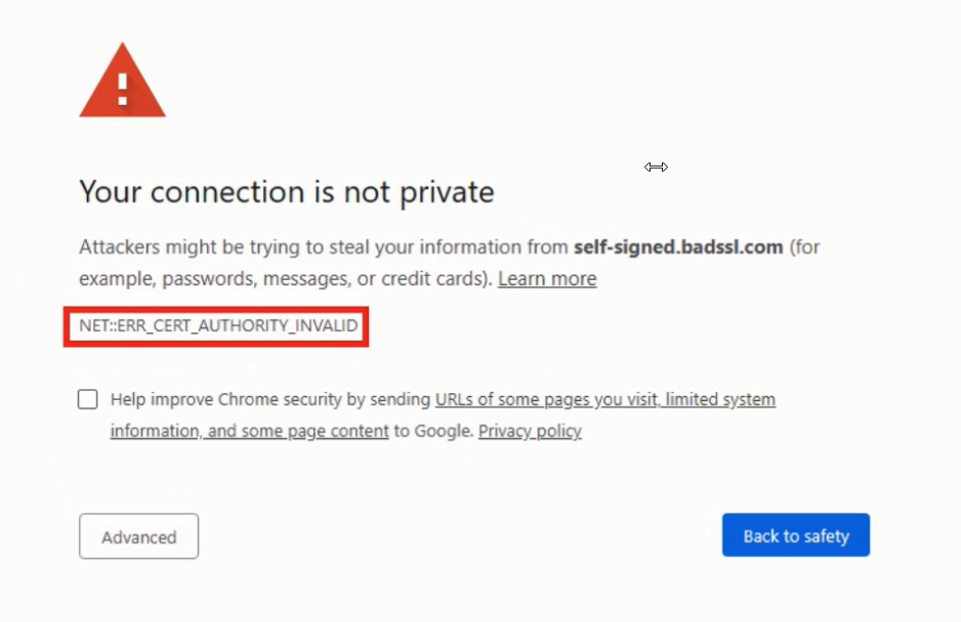 Your connection is not private
Attackers might be trying to steal your information from self-signed.badssl.com (for
example, passwords, messages, or credit cards). Learn more
NET::ERR_CERT_AUTHORITY_INVALID
Help improve Chrome security by sending URLs of some pages you visit, limited system
information, and some page content to Google. Privacy policy
Advanced
Back to safety